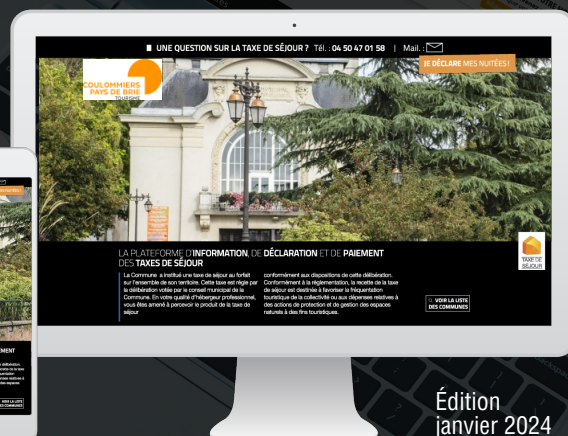 UNE QUESTION SUR LA TAXE DE SÉJOUR ? Tél. : 04 50 47 01 58 | Mail. :
JE DÉCLARE MES NUITÉES !
COULOMMIERS
PAYS DE BRIE
TOURISME
LA PLATEFORME D'INFORMATION, DE DÉCLARATION ET DE PAIEMENT
DES TAXES DE SÉJOUR
La Commune a institué une taxe de séjour au forfait
sur l'ensemble de son territoire. Cette taxe est régie par
la délibération votée par le conseil municipal de la
Commune. En votre qualité d'hébergeur professionnel,
vous êtes amené à percevoir le produit de la taxe de
séjour
conformément aux dispositions de cette délibération.
Conformément à la réglementation, la recette de la taxe
de séjour est destinée à favoriser la fréquentation
touristique de la collectivité ou aux dépenses relatives à
des actions de protection et de gestion des espaces
naturels à des fins touristiques.
TAXE DE
SÉJOUR
VOIR LA LISTE
DES COMMUNES
Édition
janvier 2024